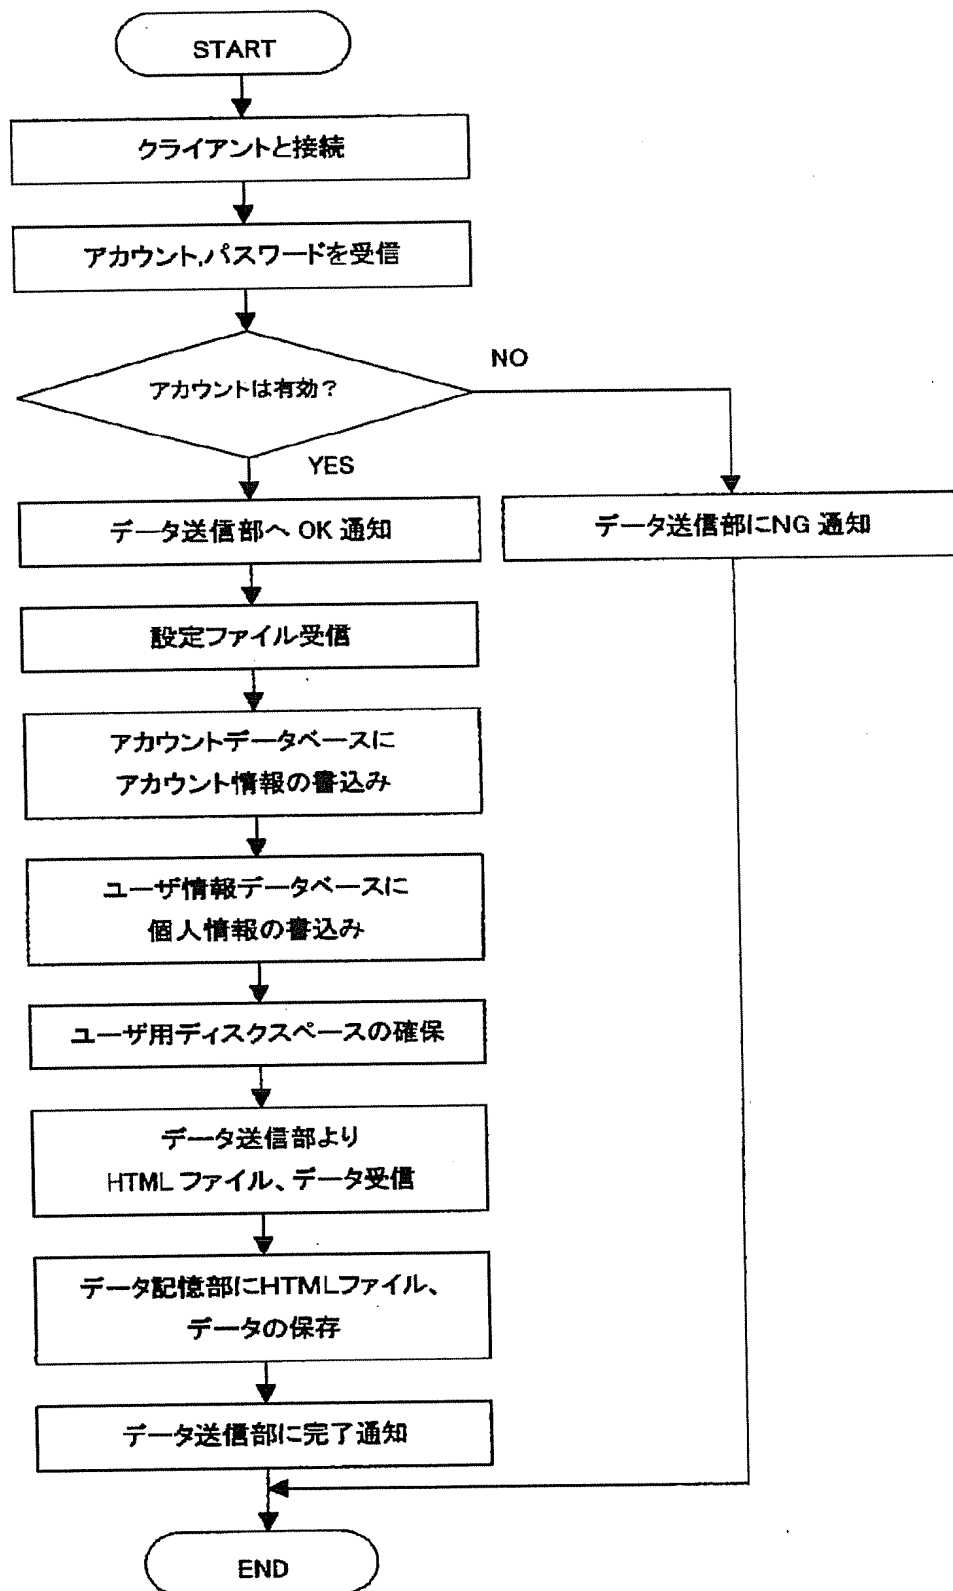 START
クライアントと接続
アカウント,パスワードを受信
アカウントは有効？
NO
YES
データ送信部へ OK 通知
データ送信部にNG 通知
設定ファイル受信
アカウントデータベースに
アカウント情報の書込み
ユーザ情報データベースに
個人情報の書込み
ユーザ用ディスクスペースの確保
データ送信部より
HTML ファイル、データ受信
データ記憶部にHTMLファイル、
データの保存
データ送信部に完了通知
END